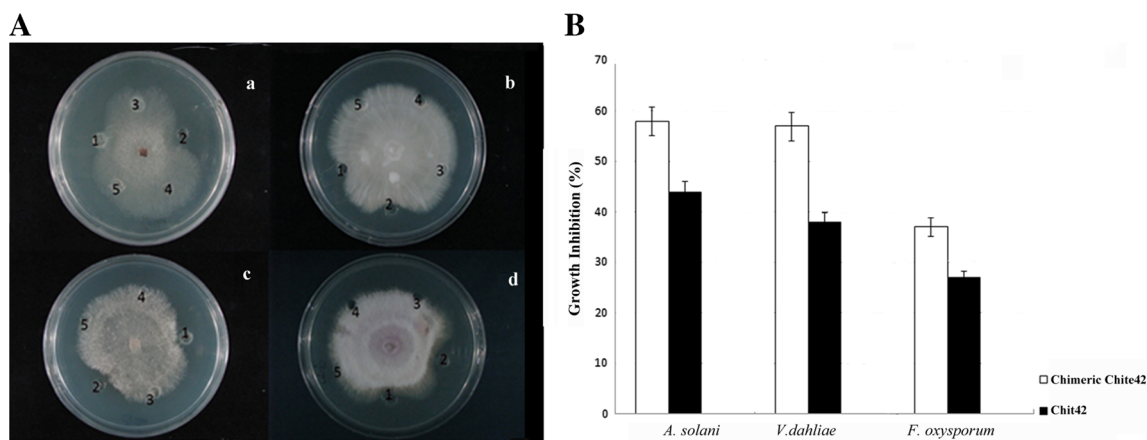 A
a
3
1
2
5
4
b
5
4
1
3
2
c
4
5
1
2
3
d
4
3
2
5
1
B
Growth Inhibition (%)
70
60
50
40
30
20
10
0
A. solani
V.dahliae
F. oxysporum
Chimeric Chite42
Chit42